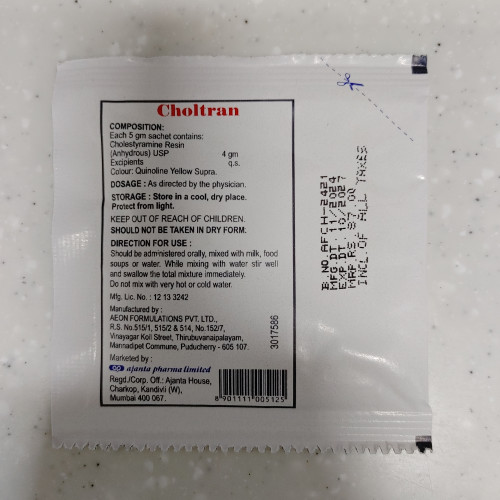 Choltran
COMPOSITION:
Each 5 gm sachet contains:
Cholestyramine Resin
(Anhydrous) USP 4 gm
Excipients q.s.
Colour: Quinoline Yellow Supra.
DOSAGE : As directed by the physician.
STORAGE : Store in a cool, dry place.
Protect from light.
KEEP OUT OF REACH OF CHILDREN.
SHOULD NOT BE TAKEN IN DRY FORM.
DIRECTION FOR USE :
Should be administered orally, mixed with milk, food
soups or water. While mixing with water stir well
and swallow the total mixture immediately.
Do not mix with very hot or cold water.
Mfg. Lic. No. : 12 13 3242
Manufactured by :
AEON FORMULATIONS PVT. LTD.,
R.S. No.515/1, 515/2 & 514, No.152/7,
Vinayagar Koil Street, Thirubuvanaipalayam,
Mannadipet Commune, Puducherry - 605 107.
Marketed by :
ajanta pharma limited
Regd./Corp. Off.: Ajanta House,
Charkop, Kandivli (W),
Mumbai 400 067.
8 901111 005125
3017586
B.NO.AFCH-2421
MFG.DT.:11/2024
EXP.DT.:10/2027
MRP.RS.:87.00
INCL.OF ALL TAXES